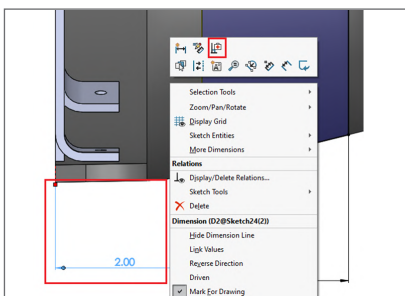 Selection Tools
Zoom/Pan/Rotate
Display Grid
Sketch Entities
More Dimensions
Relations
Display/Delete Relations...
Sketch Tools
Delete
Dimension (D2@Sketch24(2))
Hide Dimension Line
Link Values
Reverse Direction
Driven
Mark For Drawing
2.00